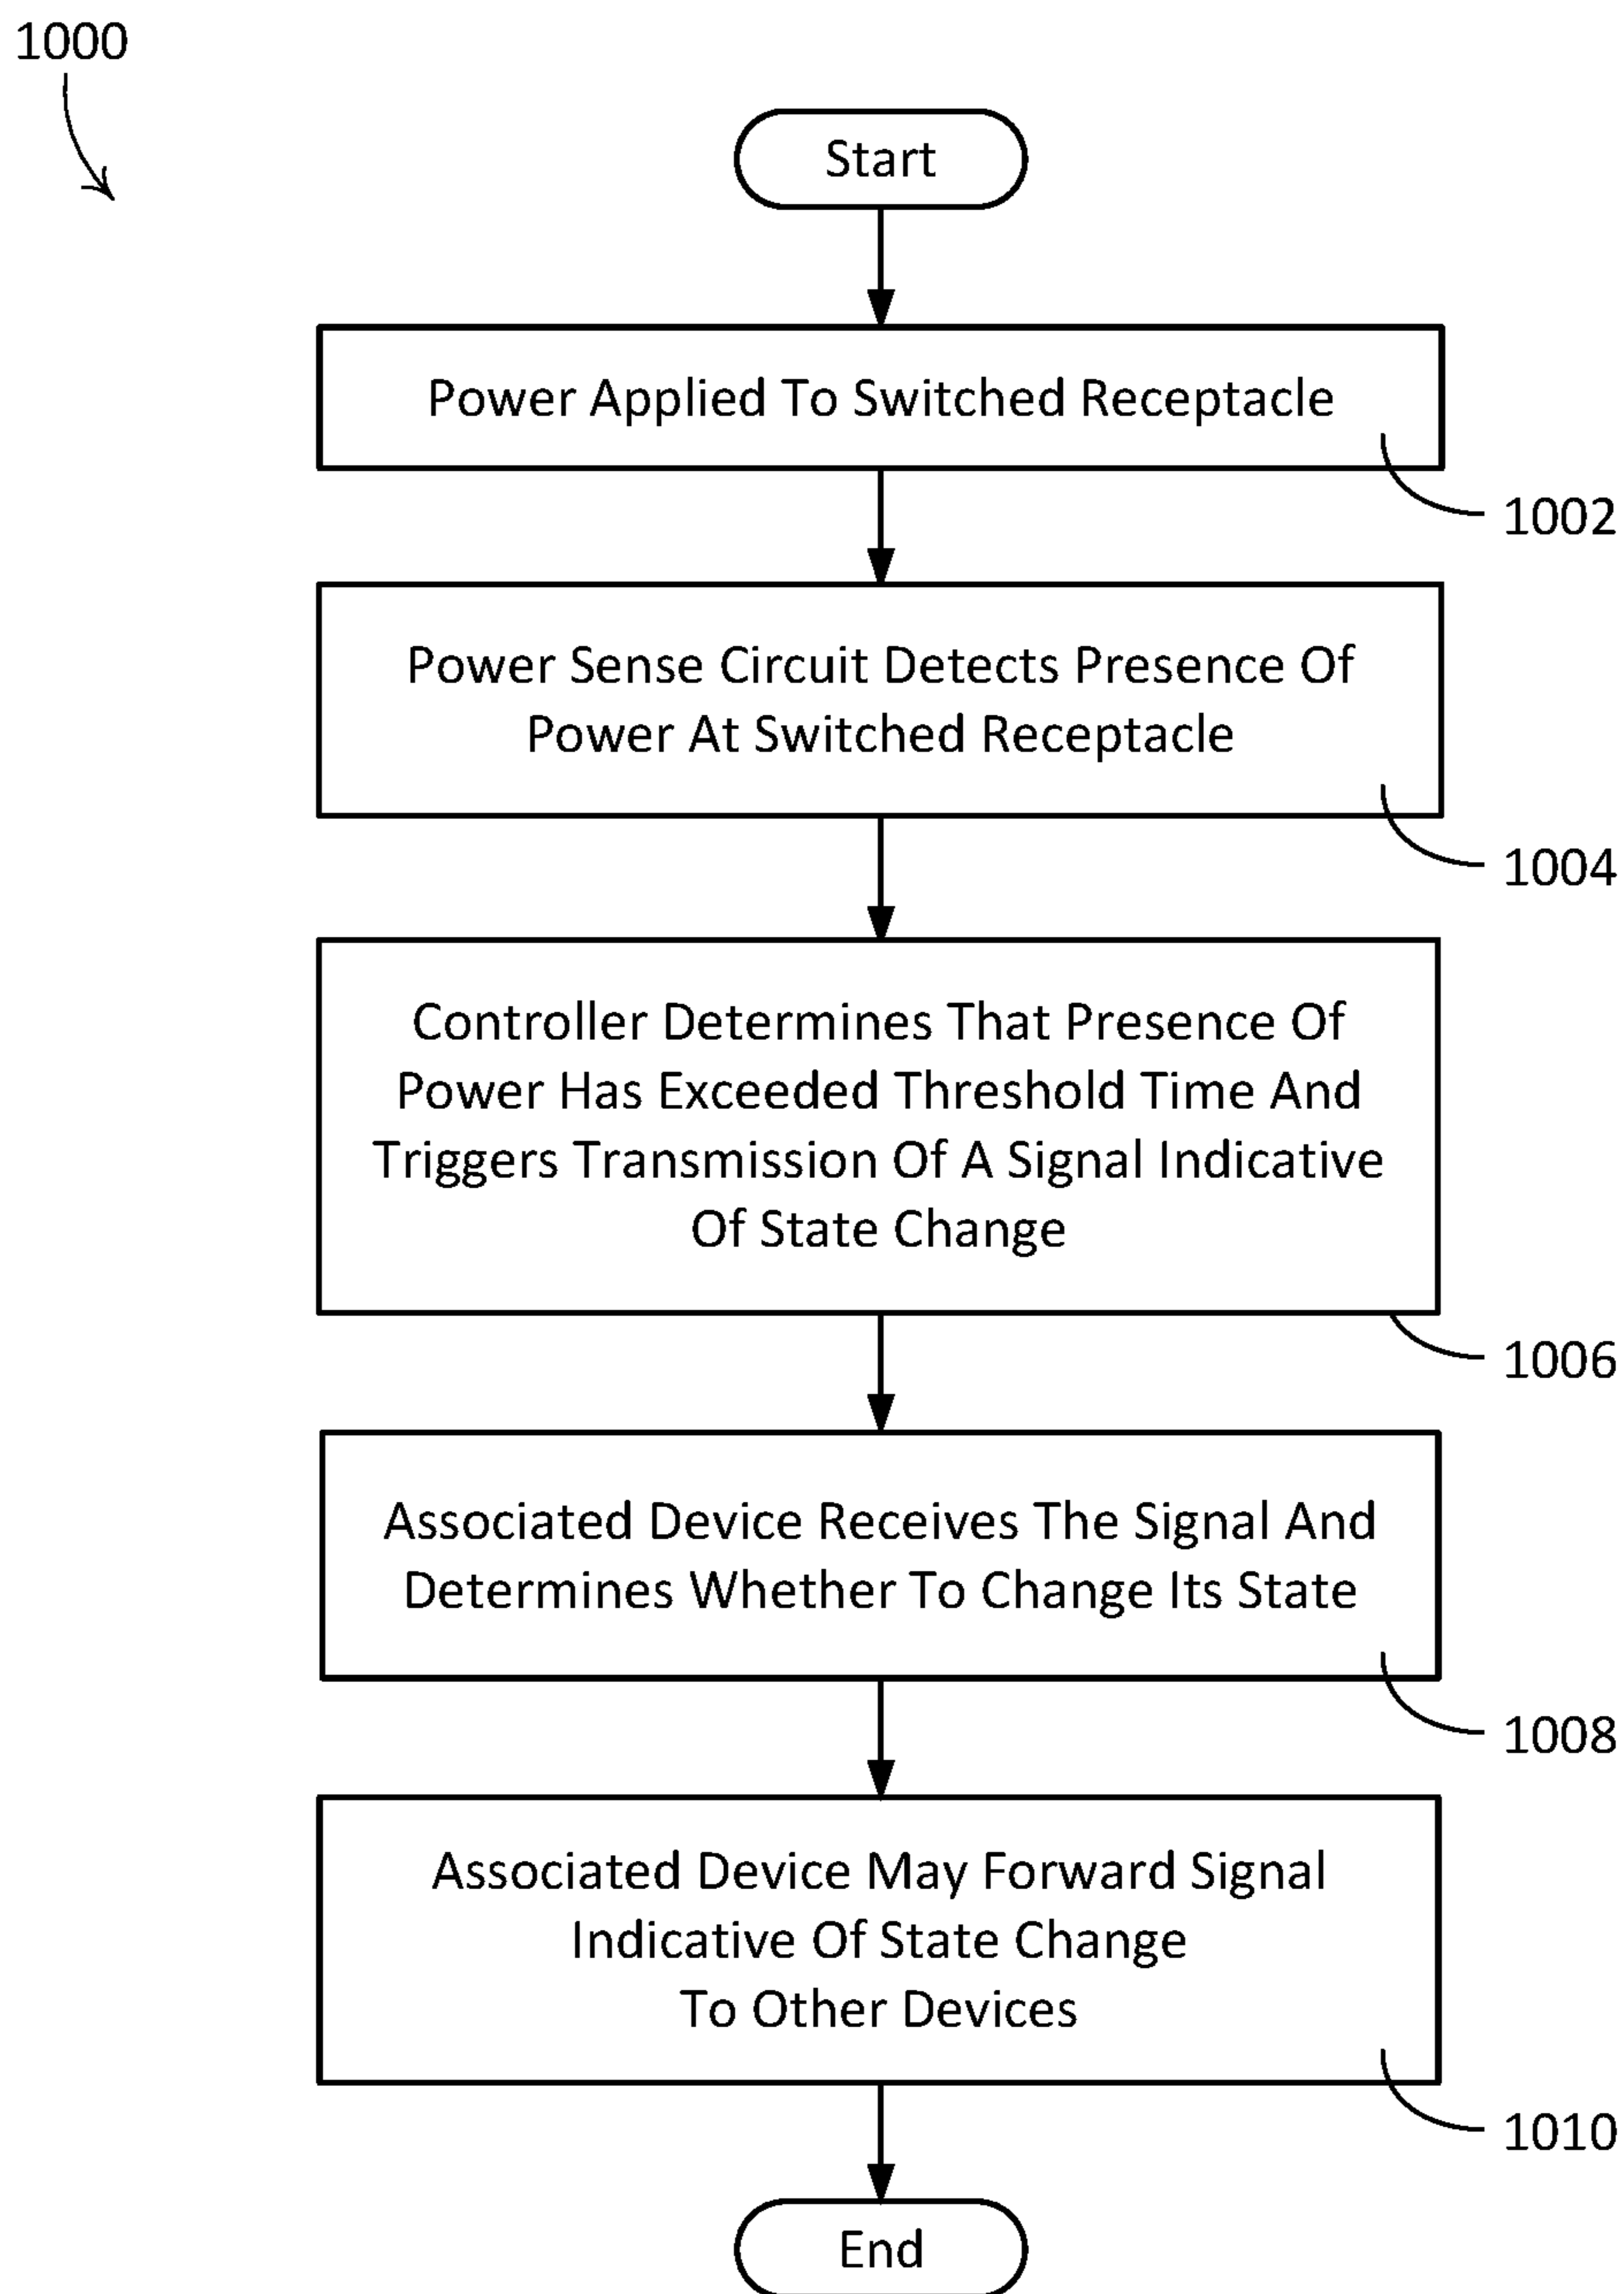 1000
Start
Power Applied To Switched Receptacle
1002
Power Sense Circuit Detects Presence Of
Power At Switched Receptacle
1004
Controller Determines That Presence Of
Power Has Exceeded Threshold Time And
Triggers Transmission Of A Signal Indicative
Of State Change
1006
Associated Device Receives The Signal And
Determines Whether To Change Its State
1008
Associated Device May Forward Signal
Indicative Of State Change
To Other Devices
1010
End